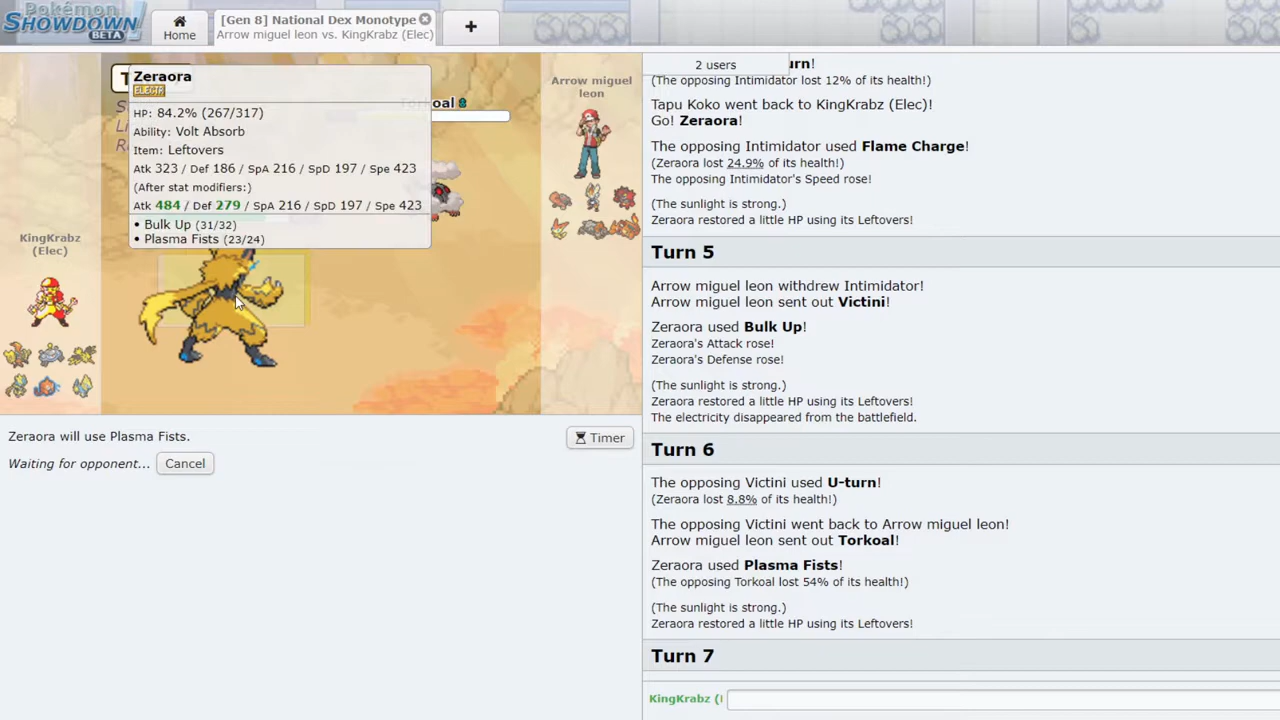 Pokémon
SHOWDOWN!
BETA
Home
[Gen 8] National Dex Monotype
Arrow miguel leon vs. KingKrabz (Elec)
+
Zeraora
ELECTR
HP: 84.2% (267/317)
Ability: Volt Absorb
Item: Leftovers
Atk 323 / Def 186 / SpA 216 / SpD 197 / Spe 423
(After stat modifiers:)
Atk 484 / Def 279 / SpA 216 / SpD 197 / Spe 423
• Bulk Up (31/32)
• Plasma Fists (23/24)
Arrow miguel
leon
KingKrabz
(Elec)
Zeraora will use Plasma Fists.
Timer
Waiting for opponent...
Cancel
2 users
urn!
(The opposing Intimidator lost 12% of its health!)
Tapu Koko went back to KingKrabz (Elec)!
Go! Zeraora!
The opposing Intimidator used Flame Charge!
(Zeraora lost 24.9% of its health!)
The opposing Intimidator's Speed rose!
(The sunlight is strong.)
Zeraora restored a little HP using its Leftovers!
Turn 5
Arrow miguel leon withdrew Intimidator!
Arrow miguel leon sent out Victini!
Zeraora used Bulk Up!
Zeraora's Attack rose!
Zeraora's Defense rose!
(The sunlight is strong.)
Zeraora restored a little HP using its Leftovers!
The electricity disappeared from the battlefield.
Turn 6
The opposing Victini used U-turn!
(Zeraora lost 8.8% of its health!)
The opposing Victini went back to Arrow miguel leon!
Arrow miguel leon sent out Torkoal!
Zeraora used Plasma Fists!
(The opposing Torkoal lost 54% of its health!)
(The sunlight is strong.)
Zeraora restored a little HP using its Leftovers!
Turn 7
KingKrabz (